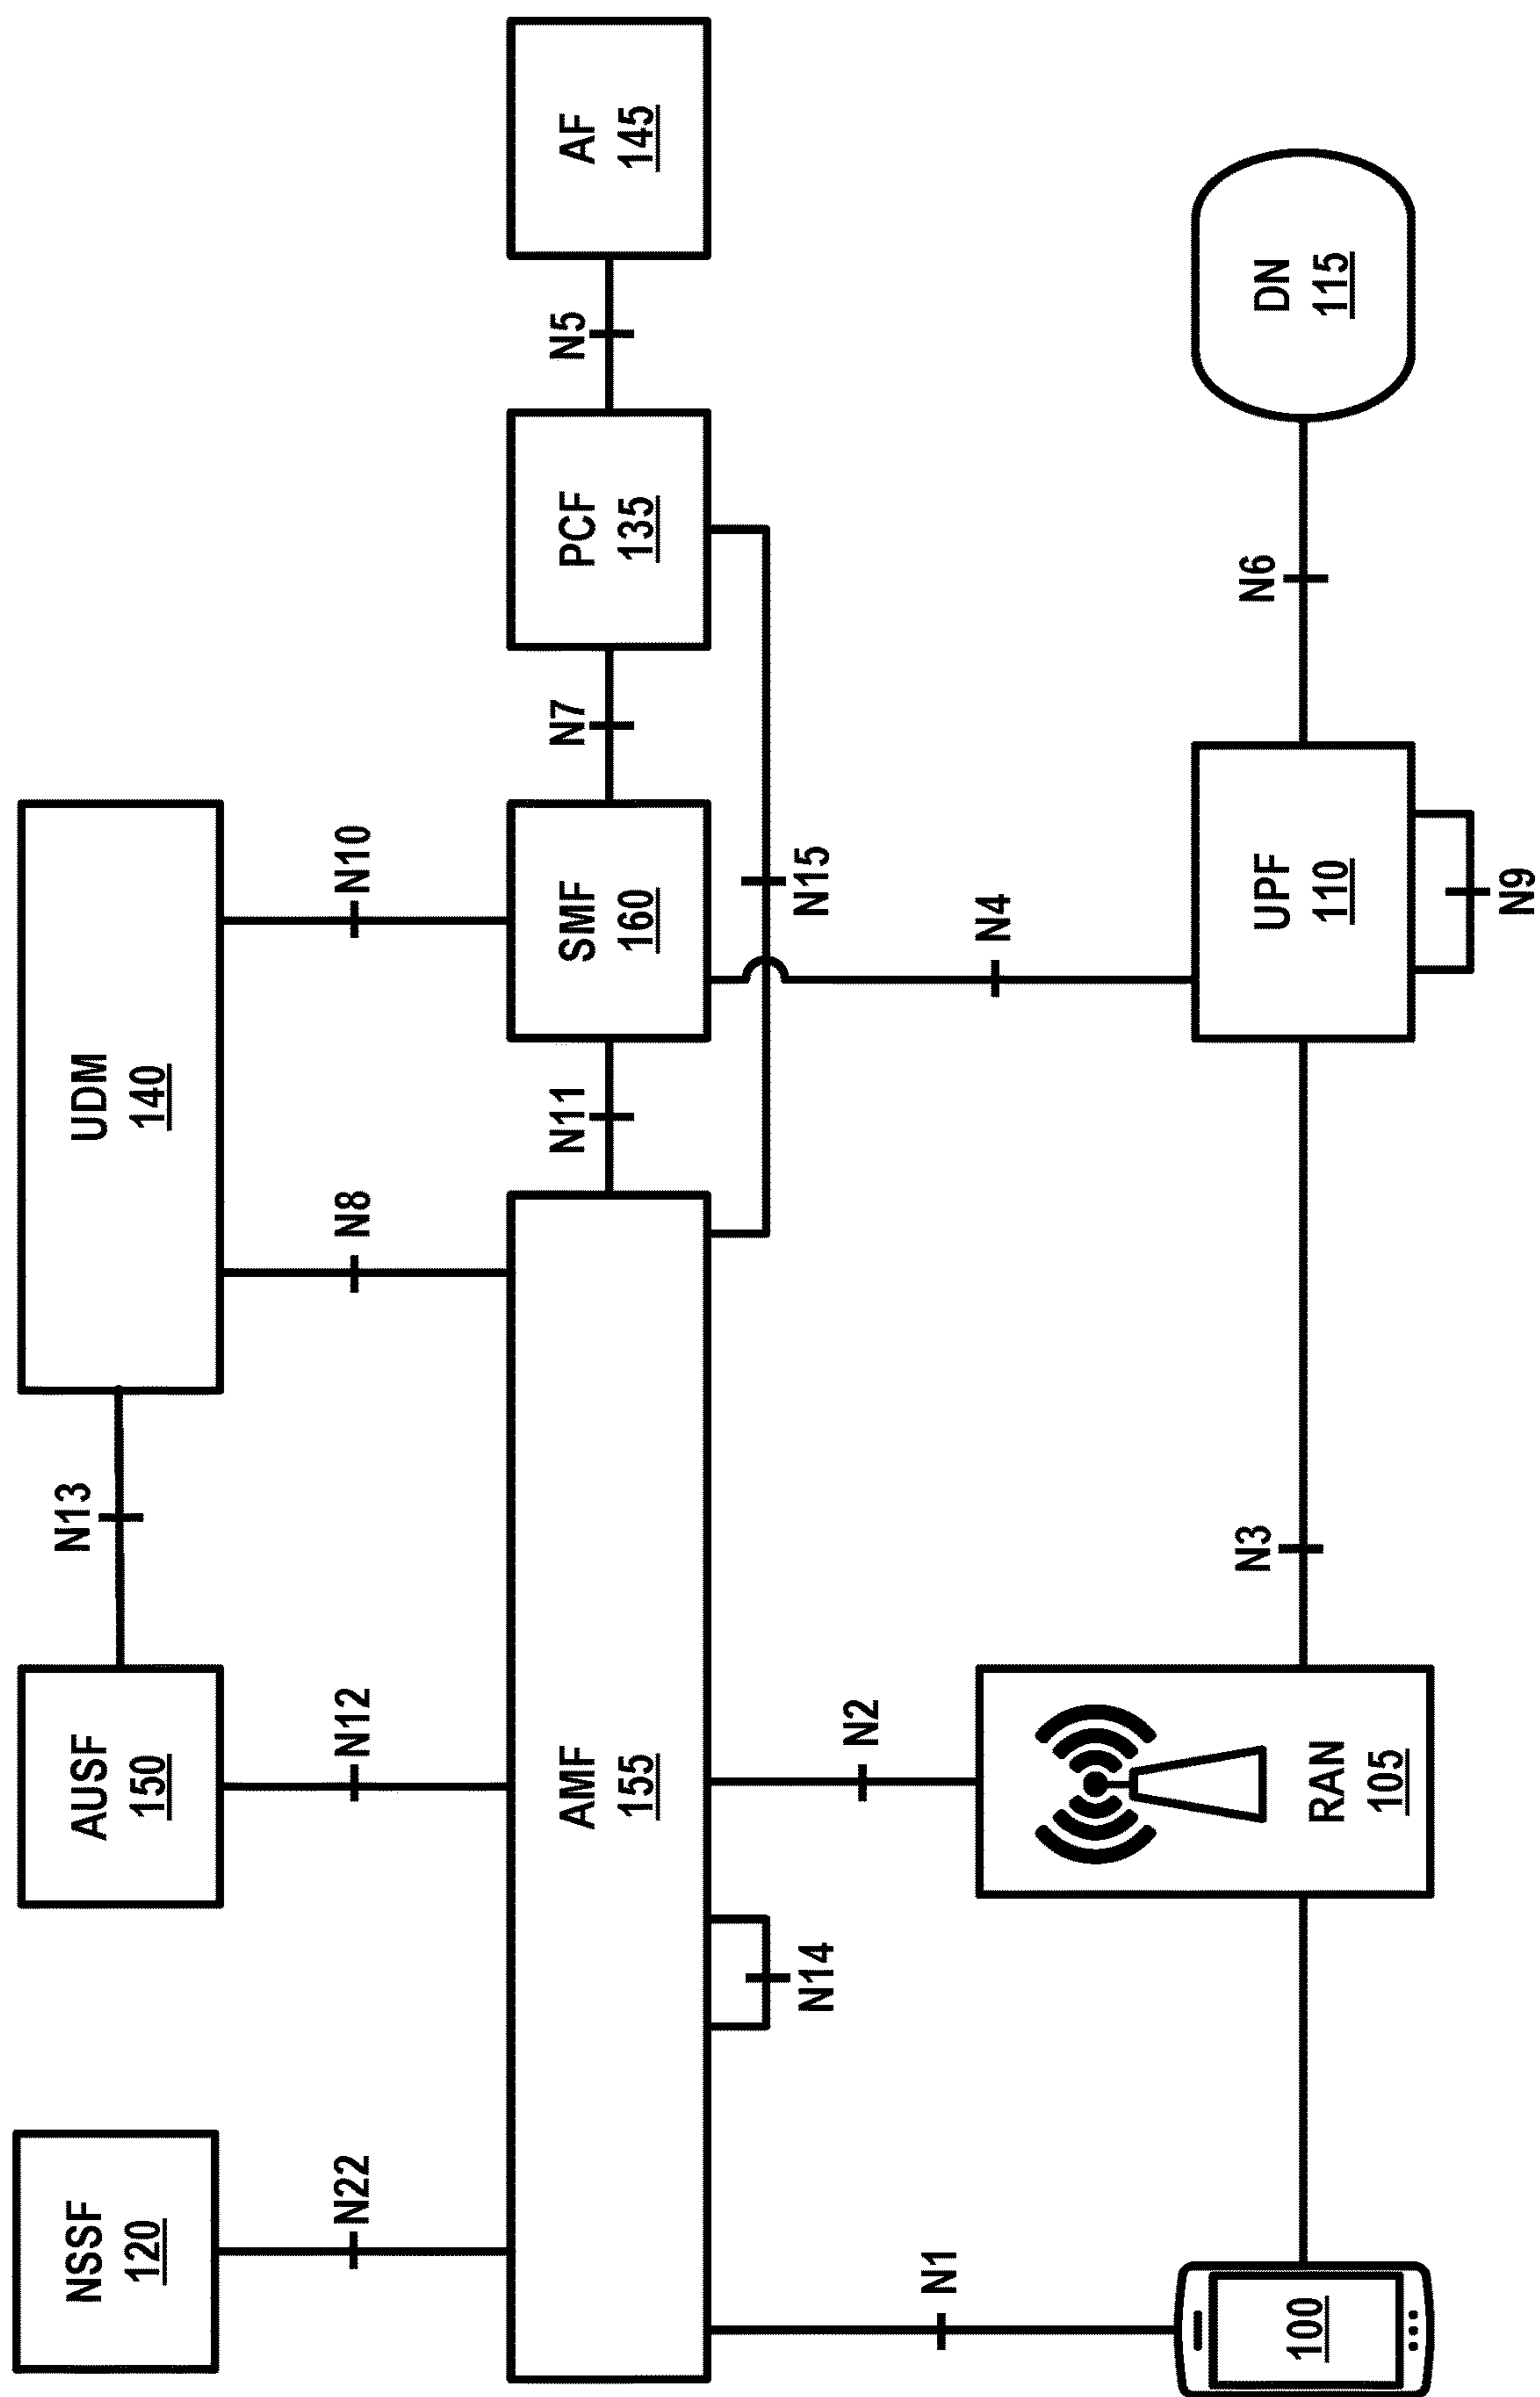 NSSF
120
AUSF
150
N13
UDM
140
N22
N12
N8
N10
AMF
155
N11
SMF
160
N7
PCF
135
N5
AF
145
N14
N15
N1
N2
N4
100
RAN
105
N3
UPF
110
N6
DN
115
N9